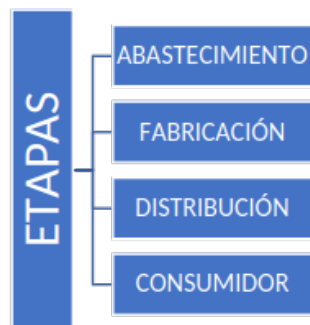 ETAPAS
ABASTECIMIENTO
FABRICACIÓN
DISTRIBUCIÓN
CONSUMIDOR